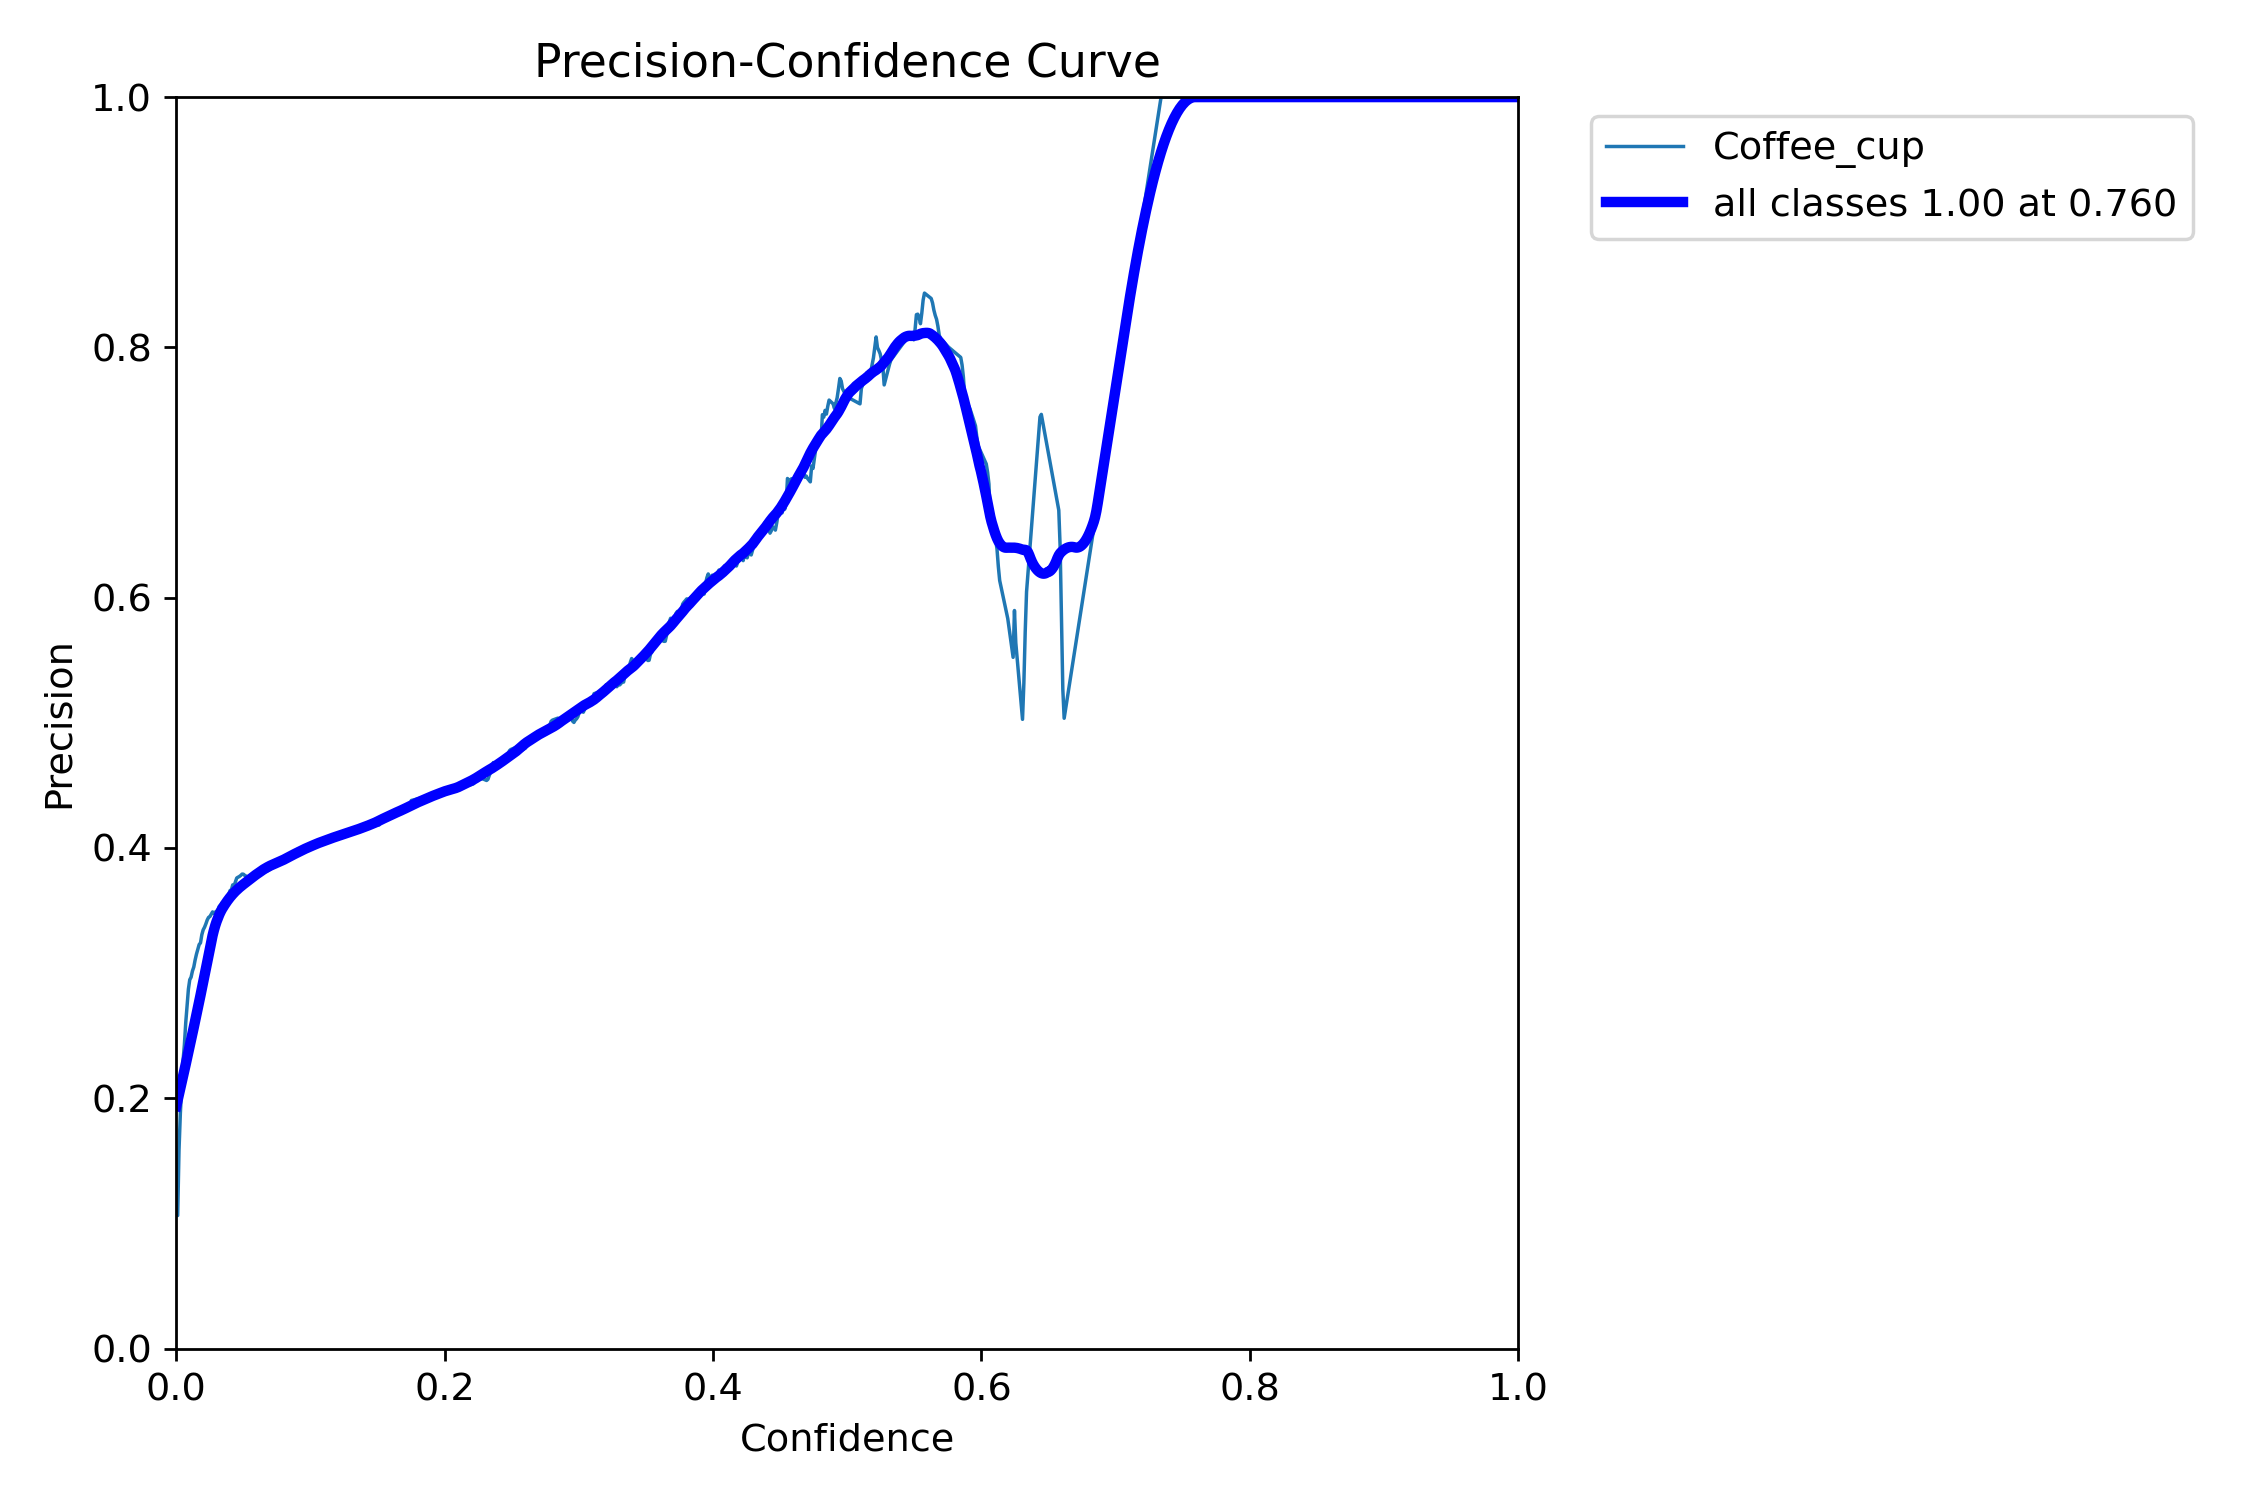 Precision-Confidence Curve
1.0
0.8
0.6
0.4
0.2
0.0
Precision
0.0 0.2 0.4 0.6 0.8 1.0
Confidence
Coffee_cup
all classes 1.00 at 0.760